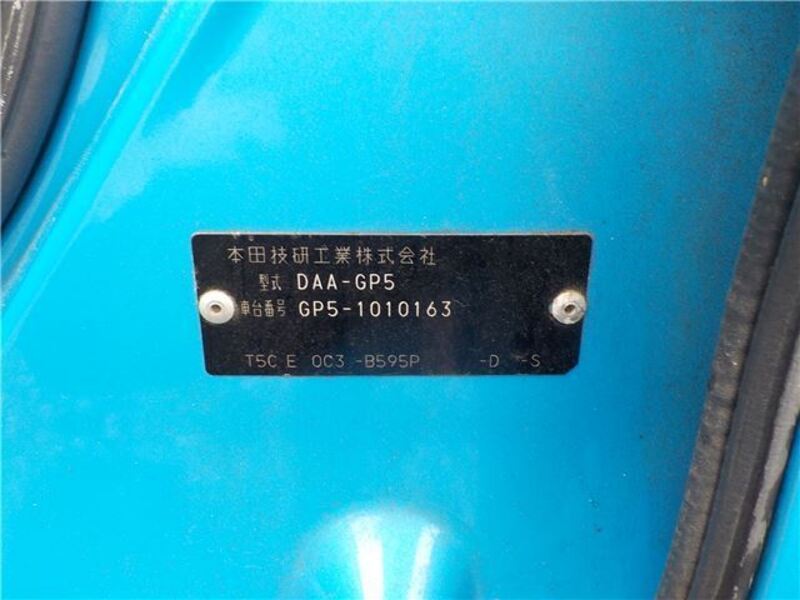 本田技研工業株式会社
型式 DAA-GP5
車台番号 GP5-1010163
T5C E 0C3 -B595P -D -S